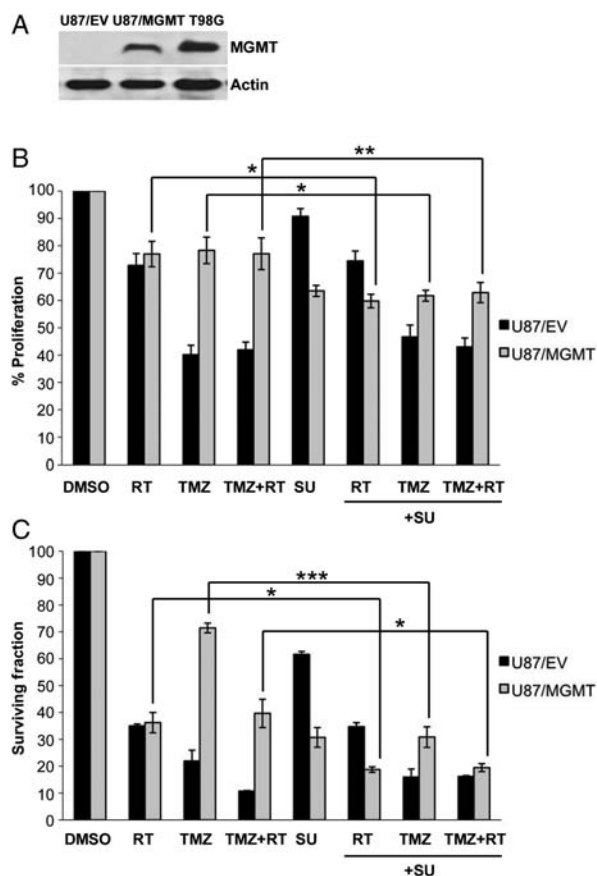 A
U87/EV U87/MGMT T98G
MGMT
Actin
B
**
*
*
100
90
80
70
60
50
40
30
20
10
0
% Proliferation
U87/EV
U87/MGMT
DMSO RT TMZ TMZ+RT SU RT TMZ TMZ+RT
+SU
C
***
*
*
100
90
80
70
60
50
40
30
20
10
0
Surviving fraction
U87/EV
U87/MGMT
DMSO RT TMZ TMZ+RT SU RT TMZ TMZ+RT
+SU